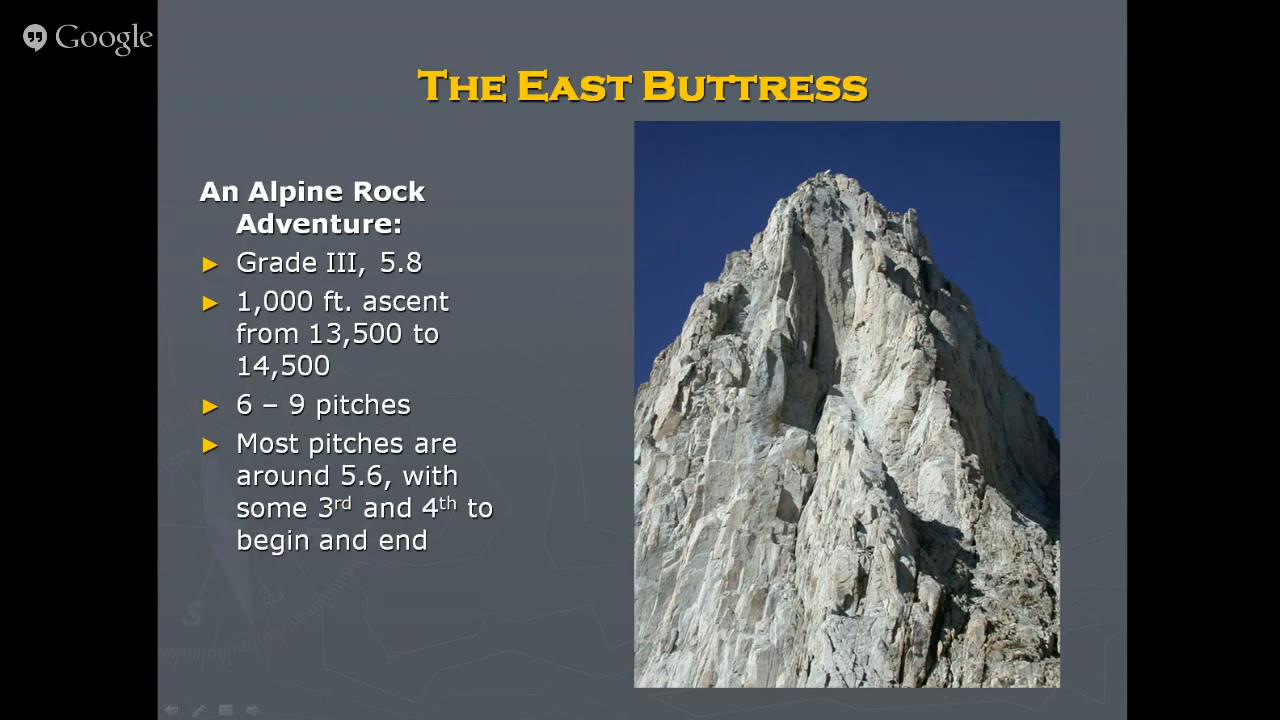 Google
The East Buttress
An Alpine Rock
Adventure:
► Grade III, 5.8
► 1,000 ft. ascent
from 13,500 to
14,500
► 6 – 9 pitches
► Most pitches are
around 5.6, with
some 3rd and 4th to
begin and end
S